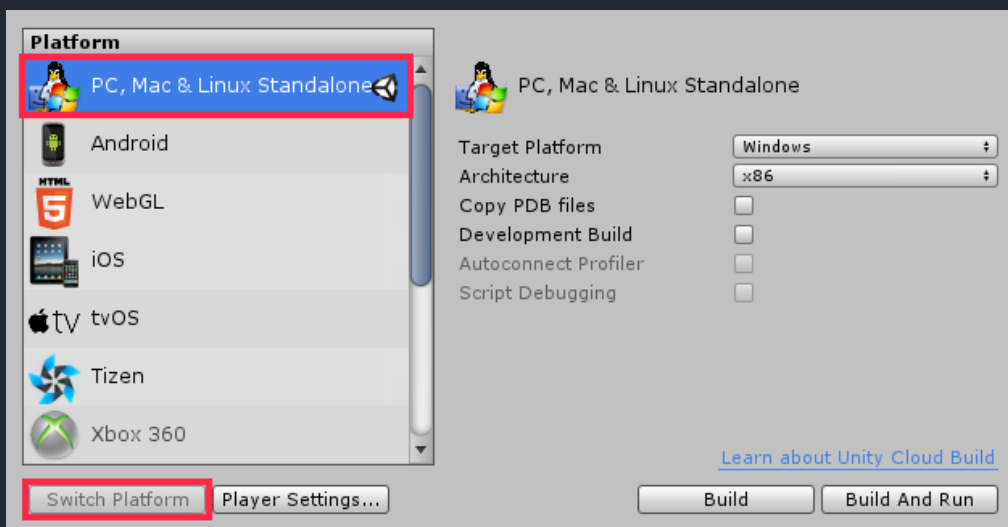 Platform
PC, Mac & Linux Standalone
Android
HTML
5
WebGL
iOS
tv
tvOS
Tizen
Xbox 360
Switch Platform
Player Settings...
PC, Mac & Linux Standalone
Target Platform
Windows
Architecture
x86
Copy PDB files
Development Build
Autoconnect Profiler
Script Debugging
Learn about Unity Cloud Build
Build
Build And Run